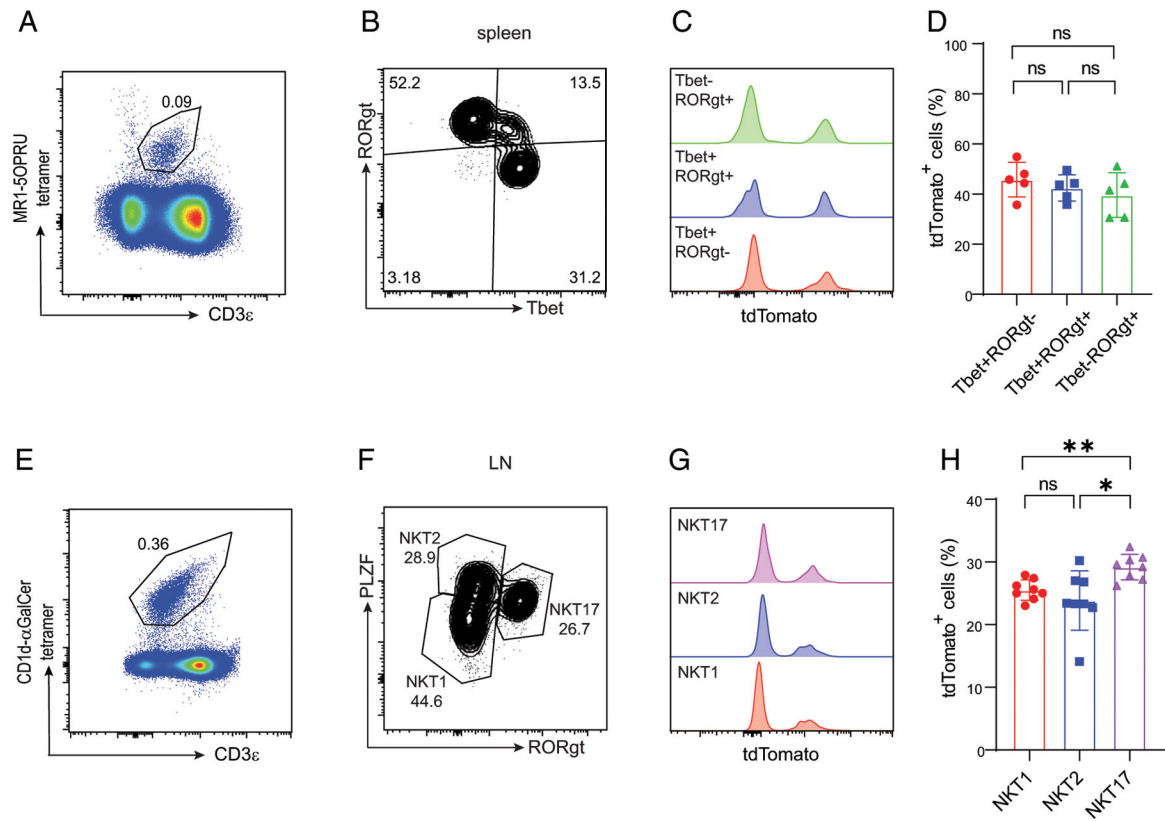 A
MR1-5OPRU
tetramer
0.09
CD3ε
B
spleen
RORgt
52.2
13.5
3.18
31.2
Tbet
C
Tbet-
RORgt+
Tbet+
RORgt+
Tbet+
RORgt-
tdTomato
D
tdTomato+ cells (%)
100
80
60
40
20
0
ns
ns
ns
Tbet+RORgt-
Tbet+RORgt+
Tbet-RORgt+
E
CD1d-αGalCer
tetramer
0.36
CD3ε
F
LN
PLZF
NKT2
28.9
NKT17
26.7
NKT1
44.6
RORgt
G
NKT17
NKT2
NKT1
tdTomato
H
tdTomato+ cells (%)
40
30
20
10
0
**
ns
*
NKT1
NKT2
NKT17